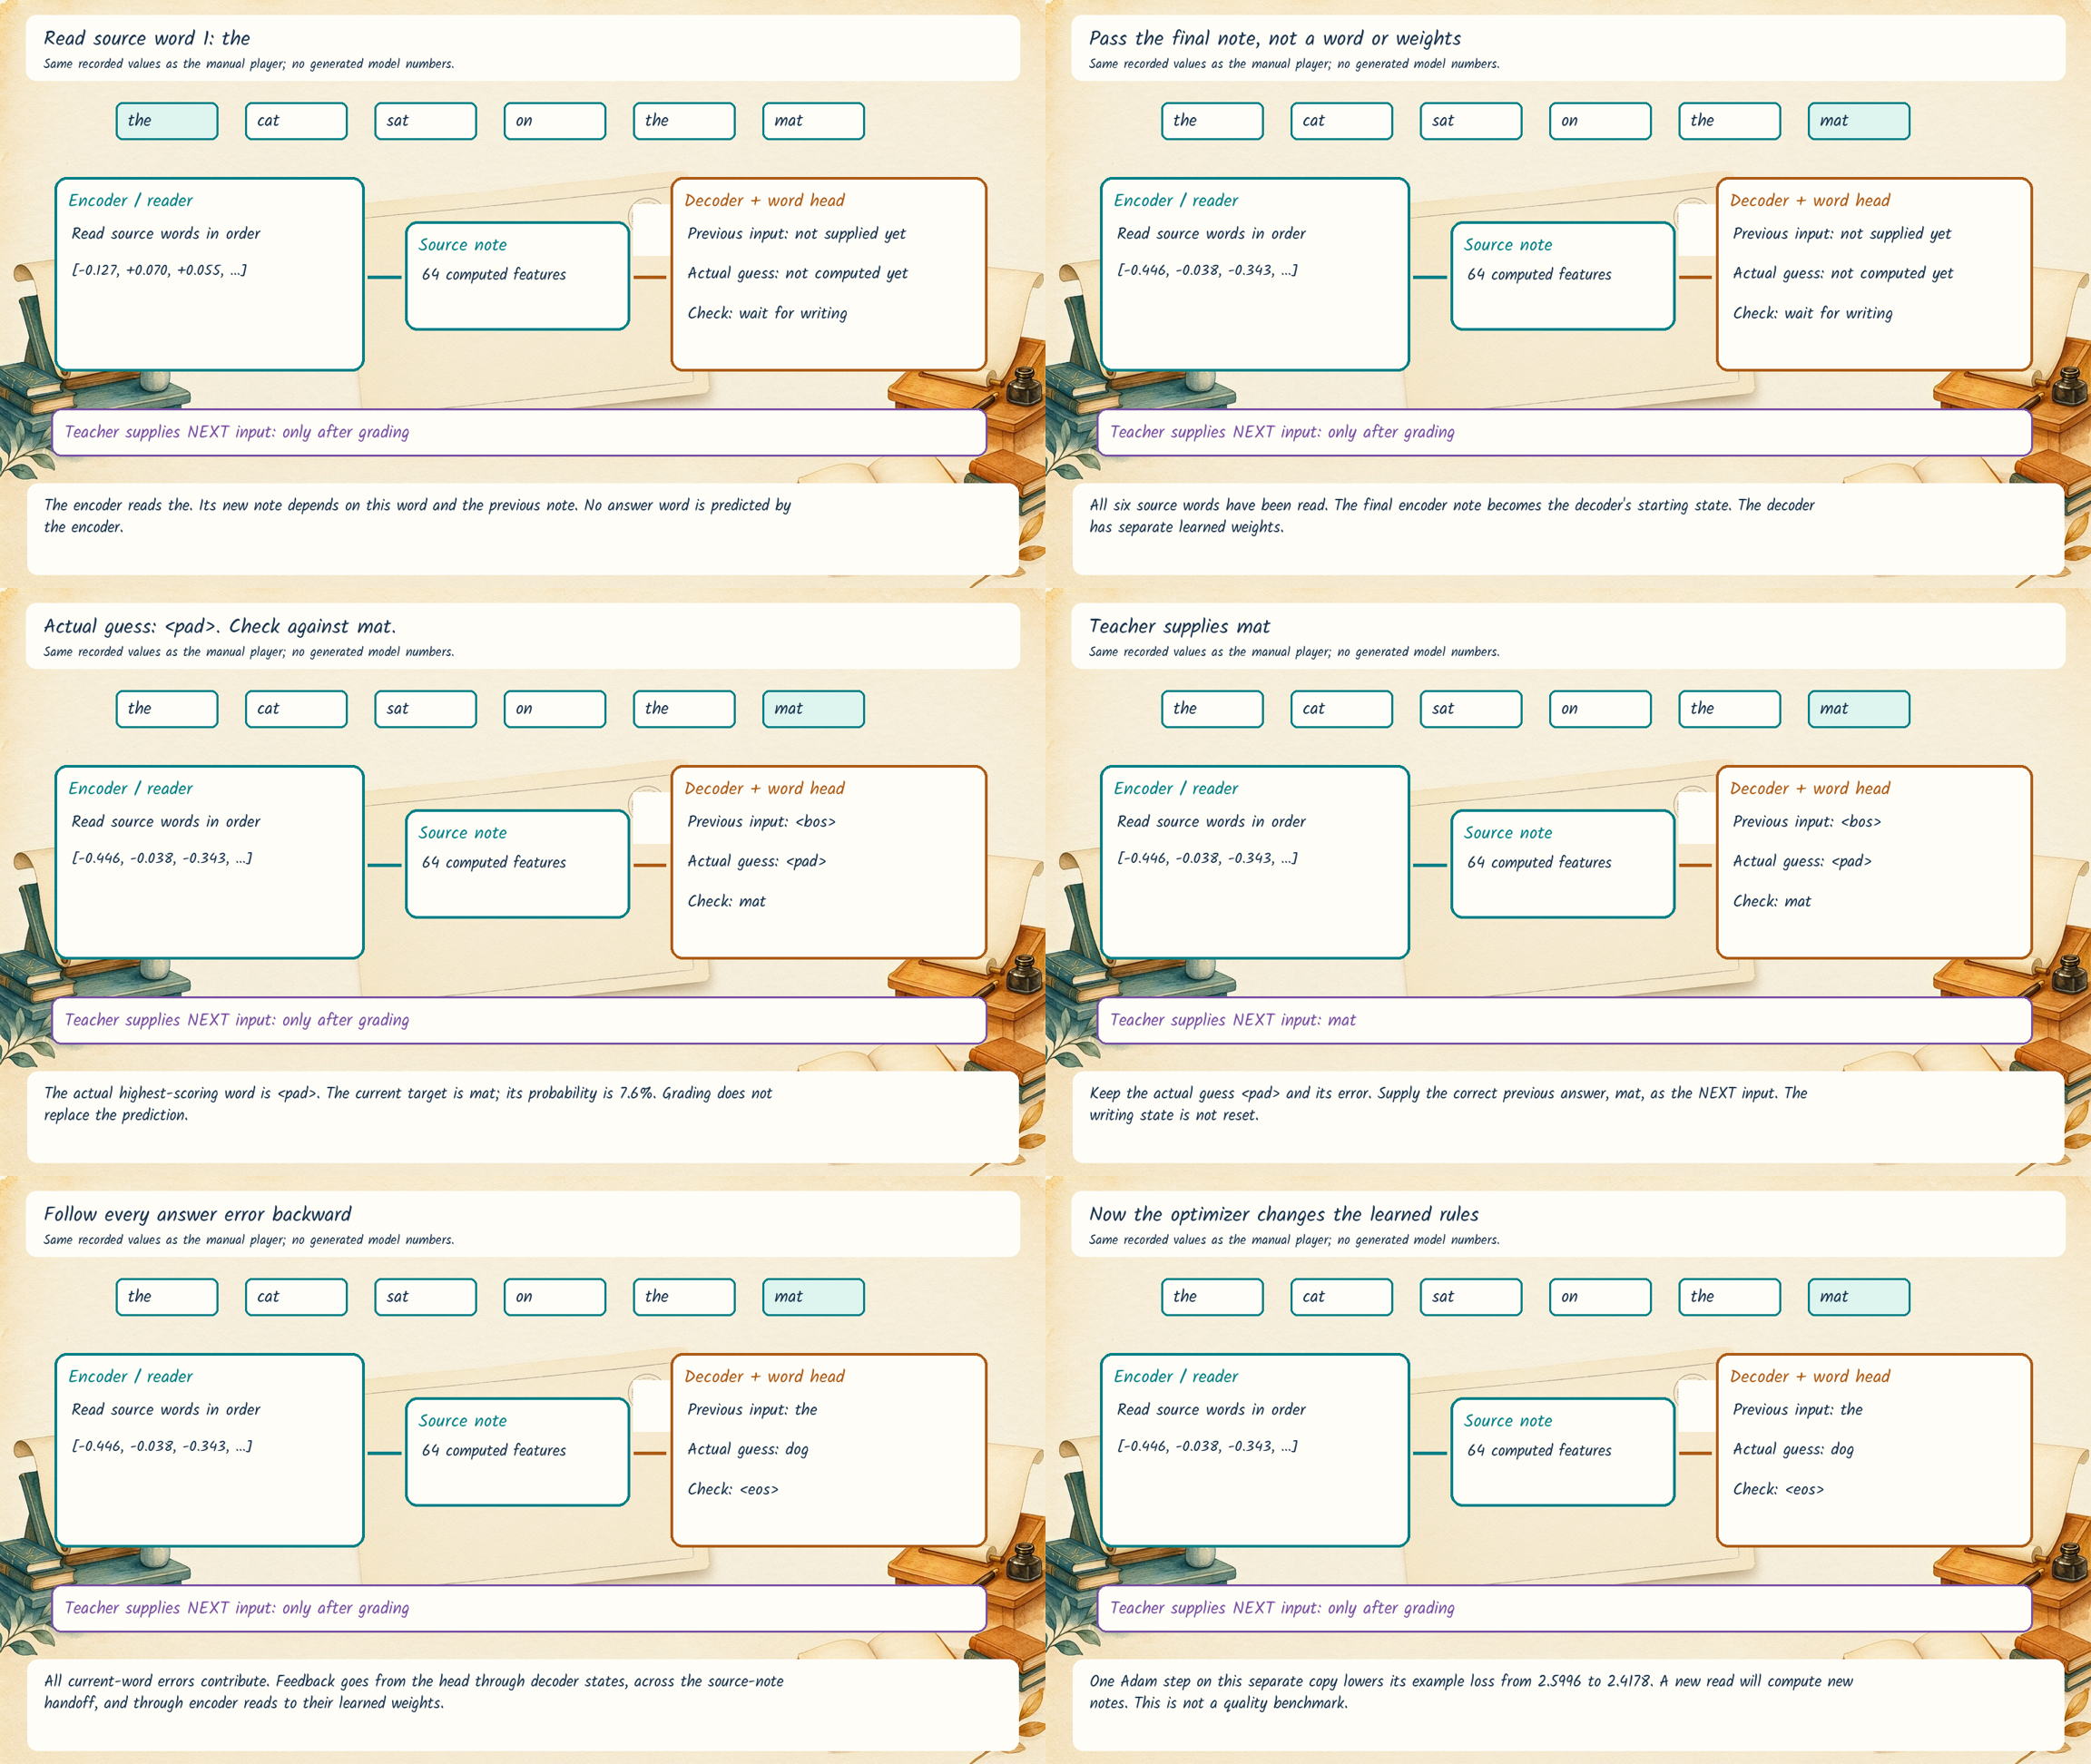 Read source word 1: the
Same recorded values as the manual player; no generated model numbers.
the cat sat on the mat
Encoder / reader
Read source words in order
[-0.127, +0.070, +0.055, ...]
Source note
64 computed features
Decoder + word head
Previous input: not supplied yet
Actual guess: not computed yet
Check: wait for writing
Teacher supplies NEXT input: only after grading
The encoder reads the. Its new note depends on this word and the previous note. No answer word is predicted by
the encoder.
Pass the final note, not a word or weights
Same recorded values as the manual player; no generated model numbers.
the cat sat on the mat
Encoder / reader
Read source words in order
[-0.446, -0.038, -0.343, ...]
Source note
64 computed features
Decoder + word head
Previous input: not supplied yet
Actual guess: not computed yet
Check: wait for writing
Teacher supplies NEXT input: only after grading
All six source words have been read. The final encoder note becomes the decoder's starting state. The decoder
has separate learned weights.
Actual guess: <pad>. Check against mat.
Same recorded values as the manual player; no generated model numbers.
the cat sat on the mat
Encoder / reader
Read source words in order
[-0.446, -0.038, -0.343, ...]
Source note
64 computed features
Decoder + word head
Previous input: <bos>
Actual guess: <pad>
Check: mat
Teacher supplies NEXT input: only after grading
The actual highest-scoring word is <pad>. The current target is mat; its probability is 7.6%. Grading does not
replace the prediction.
Teacher supplies mat
Same recorded values as the manual player; no generated model numbers.
the cat sat on the mat
Encoder / reader
Read source words in order
[-0.446, -0.038, -0.343, ...]
Source note
64 computed features
Decoder + word head
Previous input: <bos>
Actual guess: <pad>
Check: mat
Teacher supplies NEXT input: mat
Keep the actual guess <pad> and its error. Supply the correct previous answer, mat, as the NEXT input. The
writing state is not reset.
Follow every answer error backward
Same recorded values as the manual player; no generated model numbers.
the cat sat on the mat
Encoder / reader
Read source words in order
[-0.446, -0.038, -0.343, ...]
Source note
64 computed features
Decoder + word head
Previous input: the
Actual guess: dog
Check: <eos>
Teacher supplies NEXT input: only after grading
All current-word errors contribute. Feedback goes from the head through decoder states, across the source-note
handoff, and through encoder reads to their learned weights.
Now the optimizer changes the learned rules
Same recorded values as the manual player; no generated model numbers.
the cat sat on the mat
Encoder / reader
Read source words in order
[-0.446, -0.038, -0.343, ...]
Source note
64 computed features
Decoder + word head
Previous input: the
Actual guess: dog
Check: <eos>
Teacher supplies NEXT input: only after grading
One Adam step on this separate copy lowers its example loss from 2.5996 to 2.4178. A new read will compute new
notes. This is not a quality benchmark.